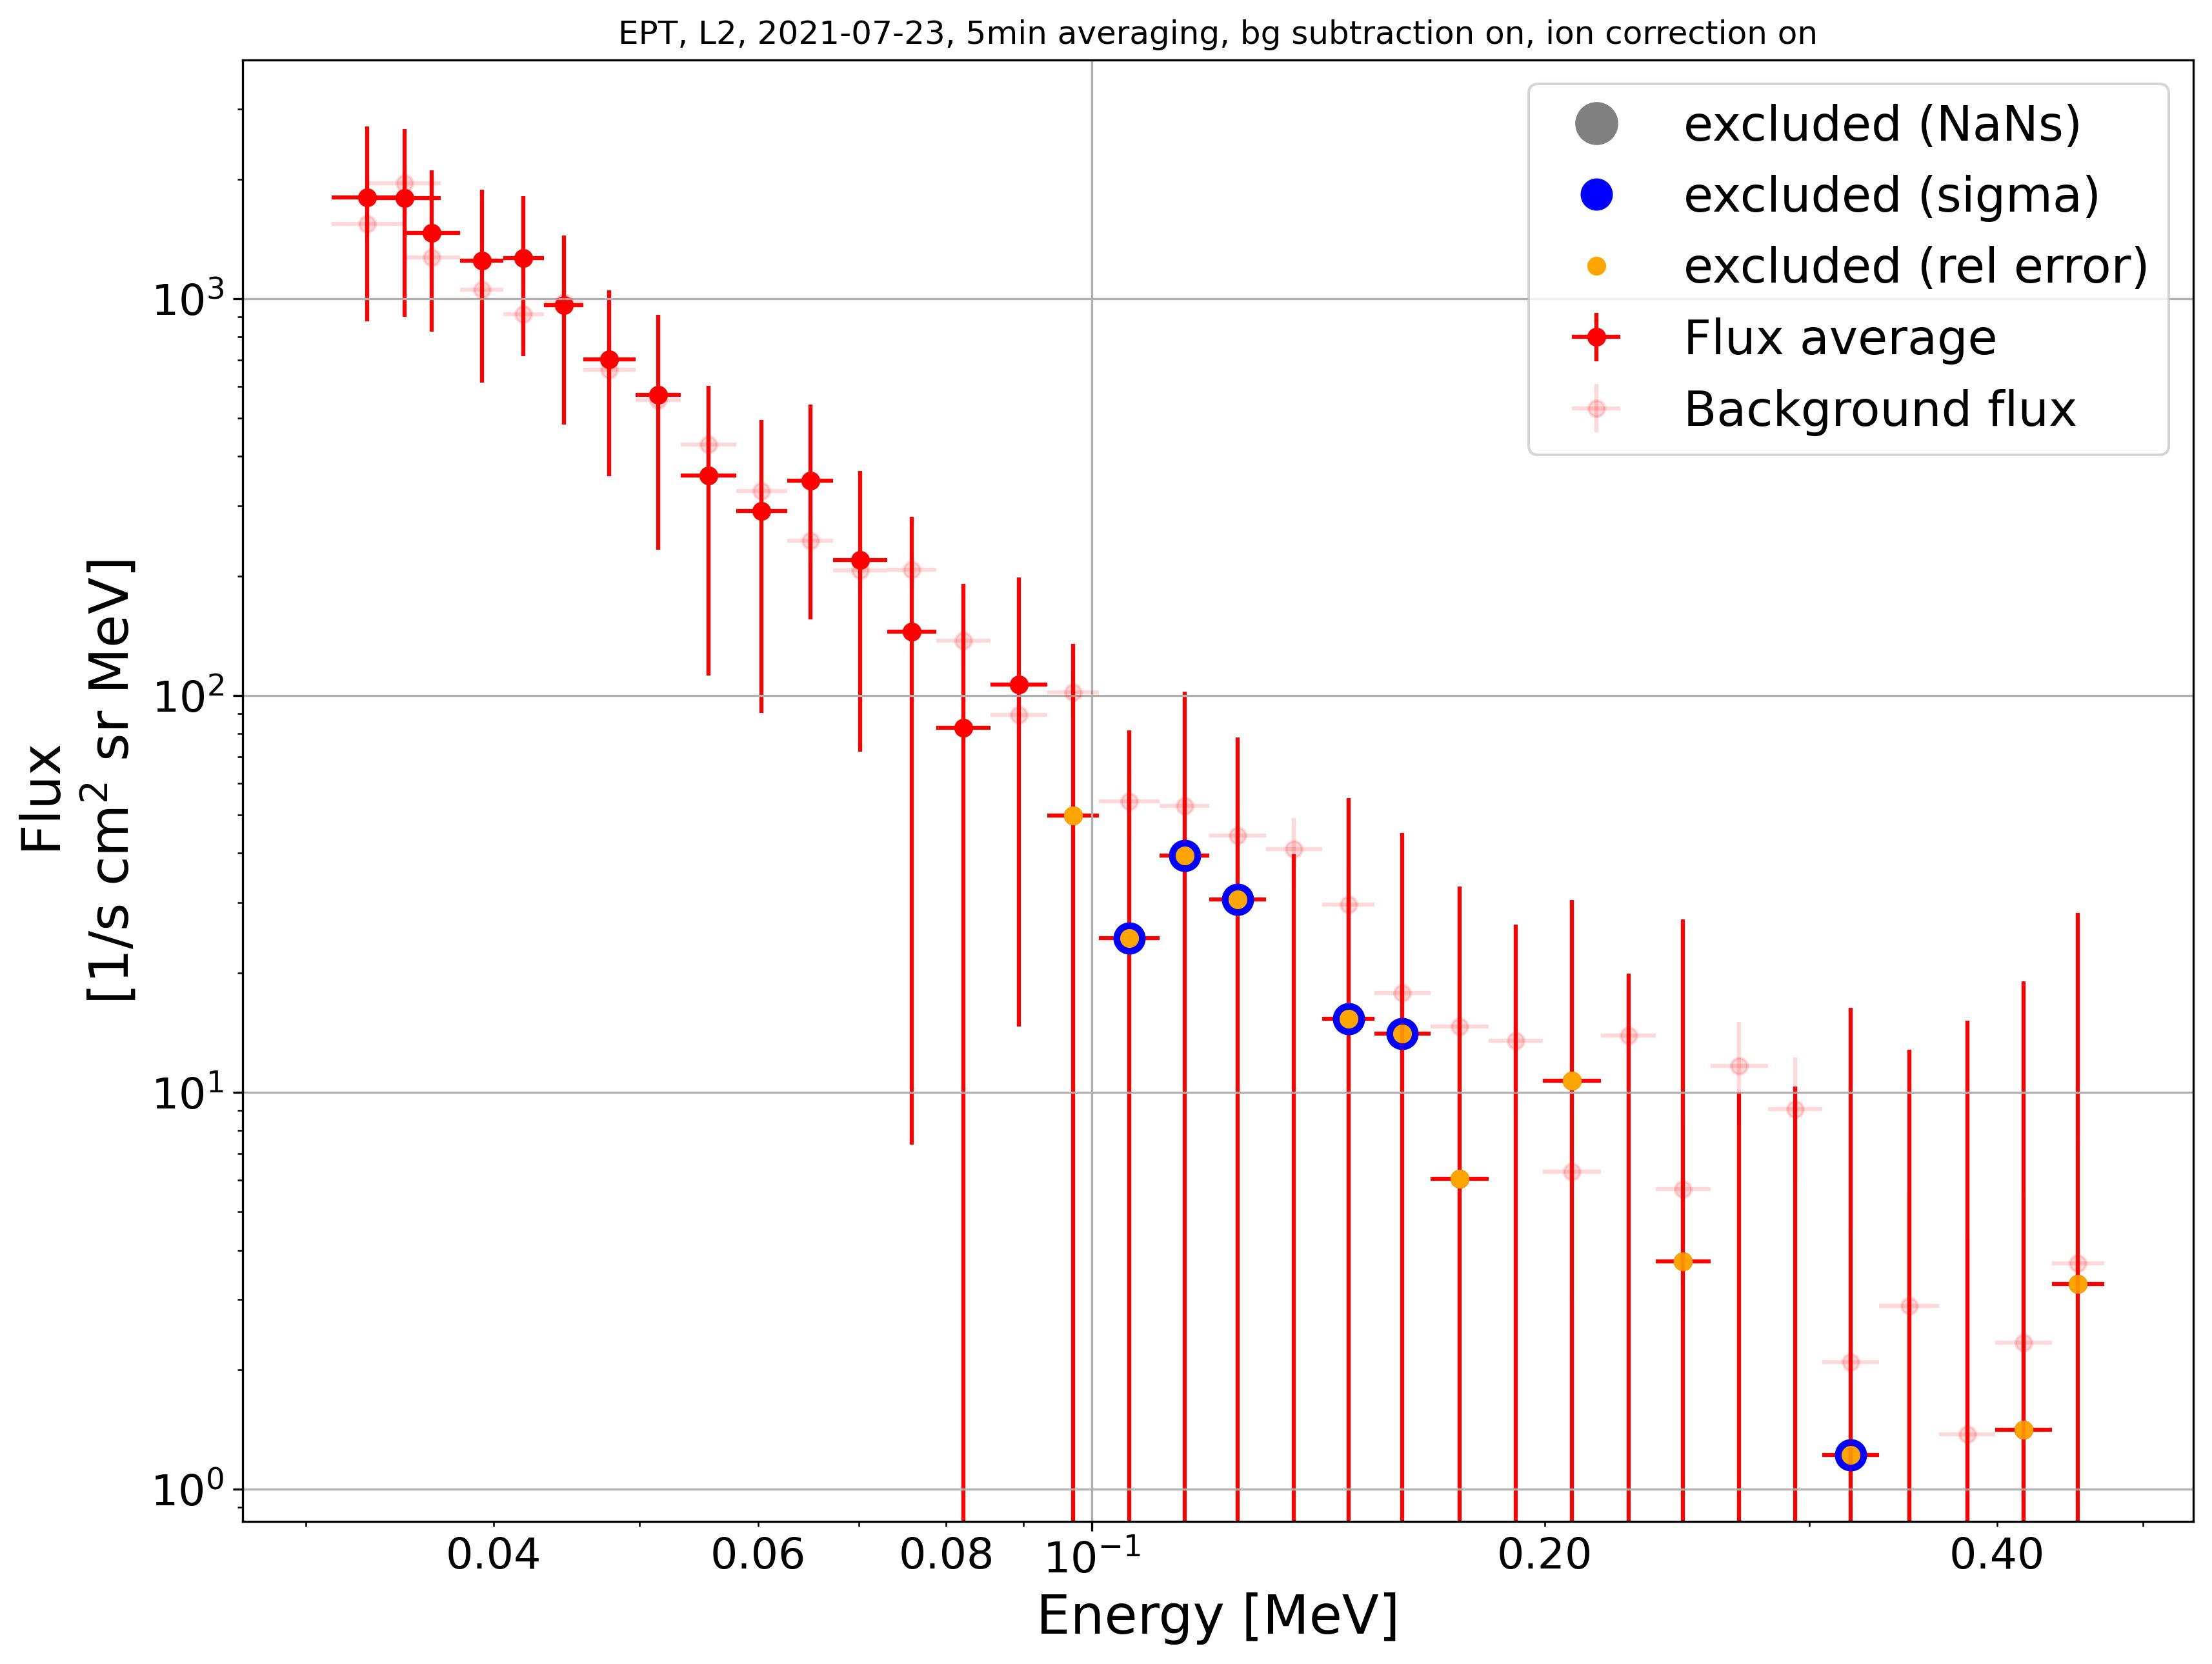 EPT, L2, 2021-07-23, 5min averaging, bg subtraction on, ion correction on
excluded (NaNs)
excluded (sigma)
excluded (rel error)
Flux average
Background flux
10³
10²
10¹
10⁰
Flux
[1/s cm² sr MeV]
0.04
0.06
0.08
10⁻¹
0.20
0.40
Energy [MeV]